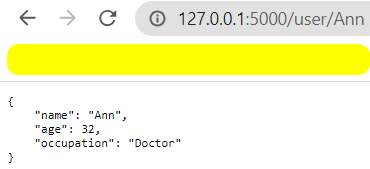 127.0.0.1:5000/user/Ann
{
    "name": "Ann",
    "age": 32,
    "occupation": "Doctor"
}